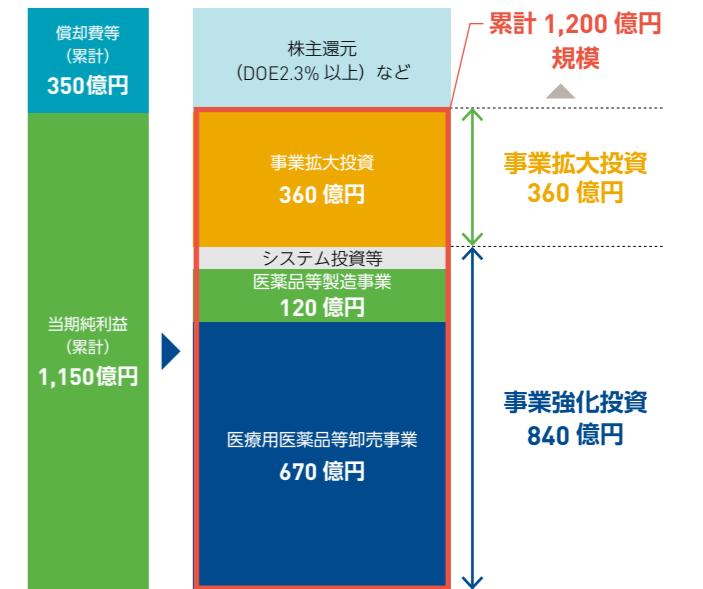 償却費等
（累計）
350億円
当期純利益
（累計）
1,150億円
株主還元
（DOE2.3% 以上）など
事業拡大投資
360 億円
システム投資等
医薬品等製造事業
120 億円
医療用医薬品等卸売事業
670 億円
累計 1,200 億円
規模
事業拡大投資
360 億円
事業強化投資
840 億円